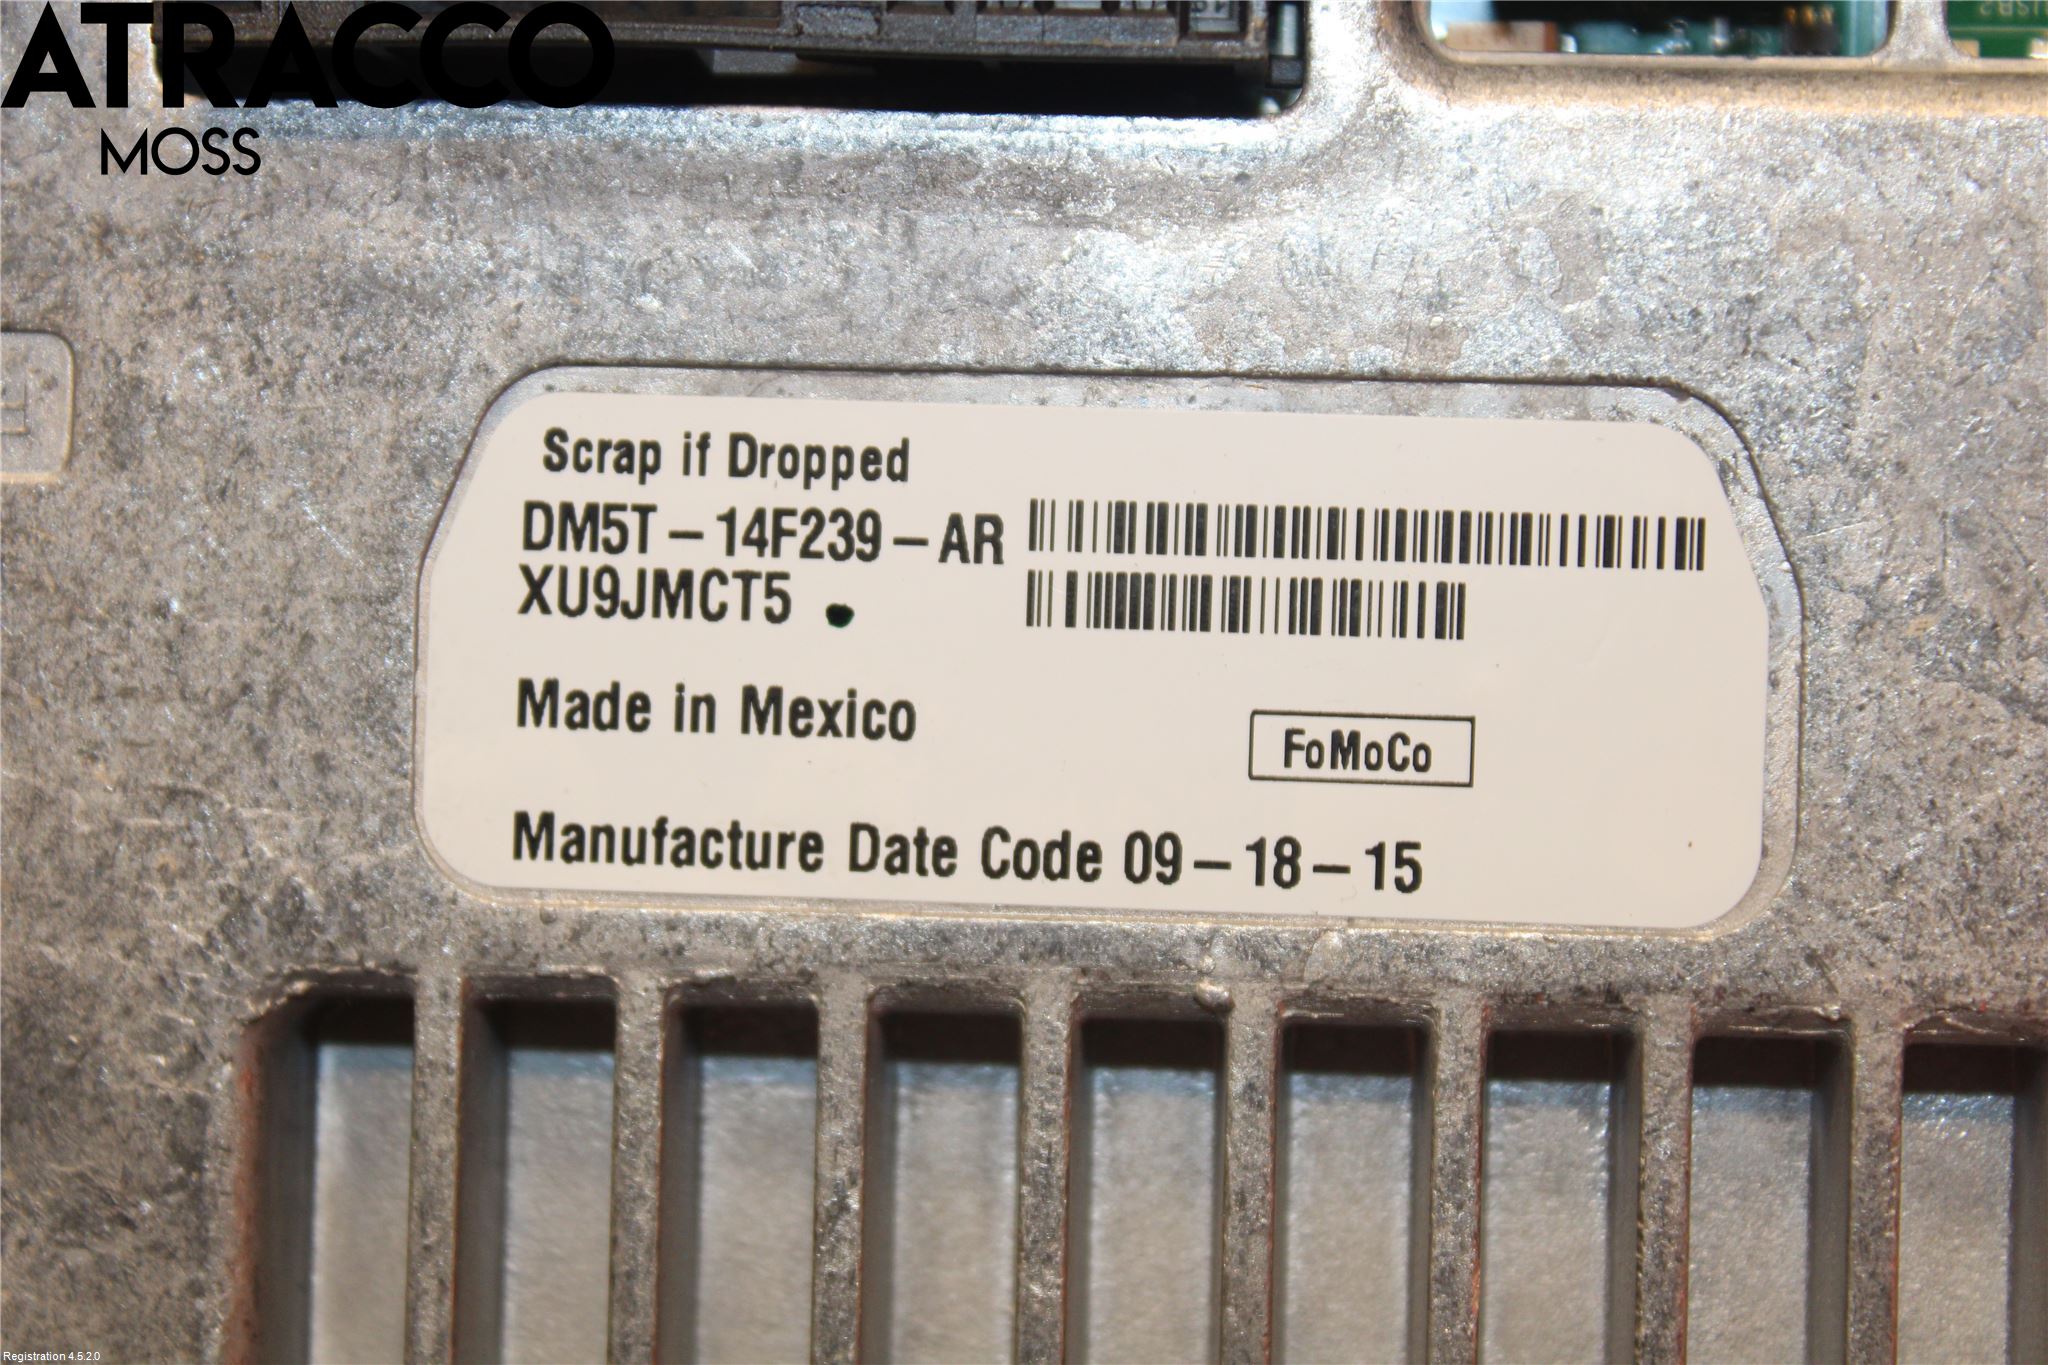 ATRACCO
MOSS
Scrap if Dropped
DM5T-14F239-AR
XU9JMCT5
Made in Mexico
FoMoCo
Manufacture Date Code 09-18-15
Registration 4.5.2.0